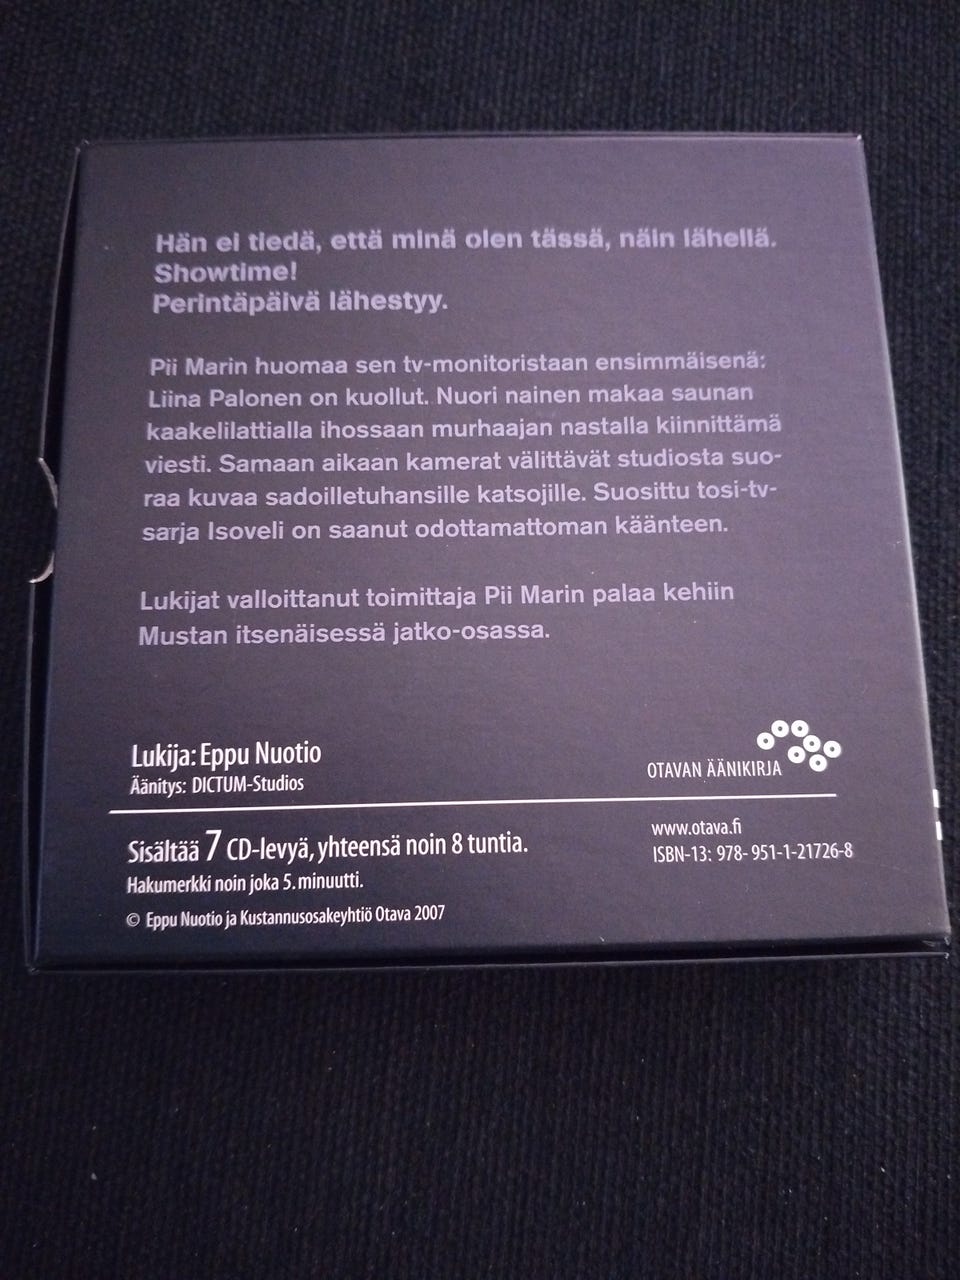 Hän ei tiedä, että minä olen tässä, näin lähellä.
Showtime!
Perintäpäivä lähestyy.
Pii Marin huomaa sen tv-monitoristaan ensimmäisenä:
Liina Palonen on kuollut. Nuori nainen makaa saunan
kaakelilattialla ihossaan murhaajan nastalla kiinnittämä
viesti. Samaan aikaan kamerat välittävät studiosta suo-
raa kuvaa sadoilletuhansille katsojille. Suosittu tosi-tv-
sarja Isoveli on saanut odottamattoman käänteen.
Lukijat valloittanut toimittaja Pii Marin palaa kehiin
Mustan itsenäisessä jatko-osassa.
Lukija: Eppu Nuotio
Äänitys: DICTUM-Studios
OTAVAN ÄÄNIKIRJA
Sisältää 7 CD-levyä, yhteensä noin 8 tuntia.
Hakumerkki noin joka 5. minuutti.
© Eppu Nuotio ja Kustannusosakeyhtiö Otava 2007
www.otava.fi
ISBN-13: 978- 951-1-21726-8